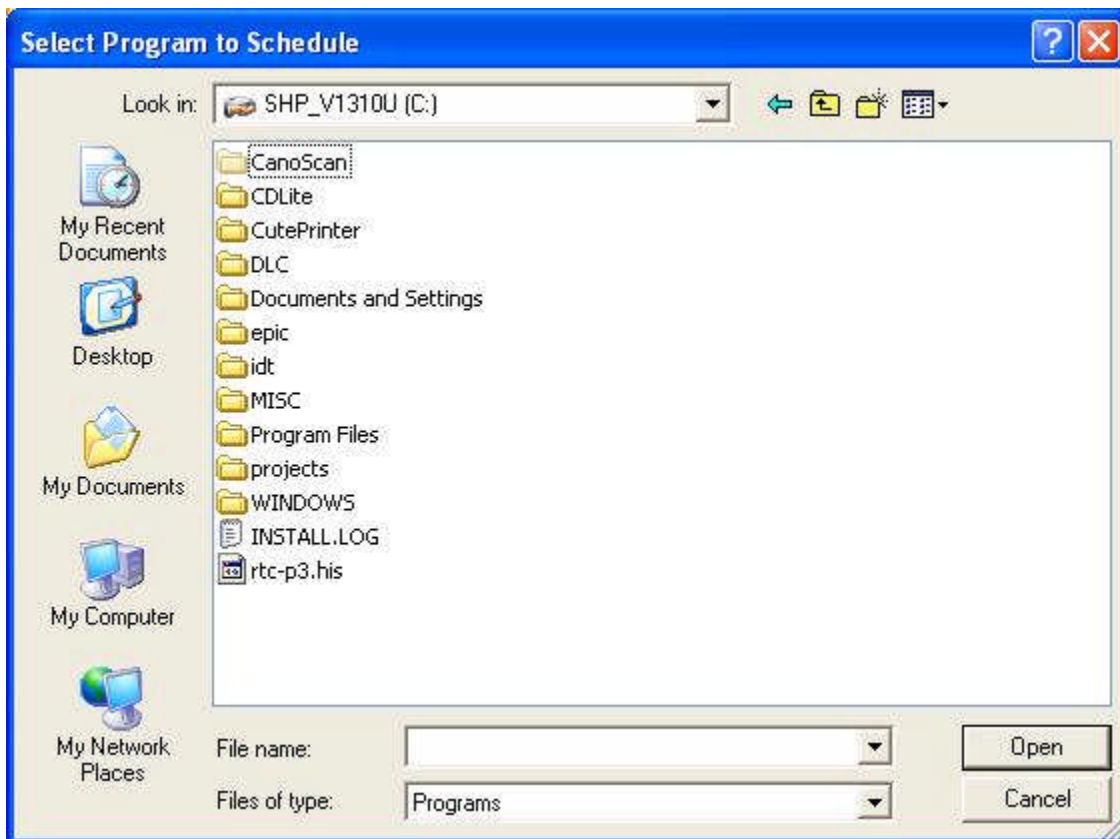 Select Program to Schedule
Look in: SHP_V1310U (C:)
My Recent
Documents
Desktop
My Documents
My Computer
My Network
Places
CanoScan
CDLite
CutePrinter
DLC
Documents and Settings
epic
idt
MISC
Program Files
projects
WINDOWS
INSTALL.LOG
rtc-p3.his
File name:
Open
Files of type: Programs
Cancel